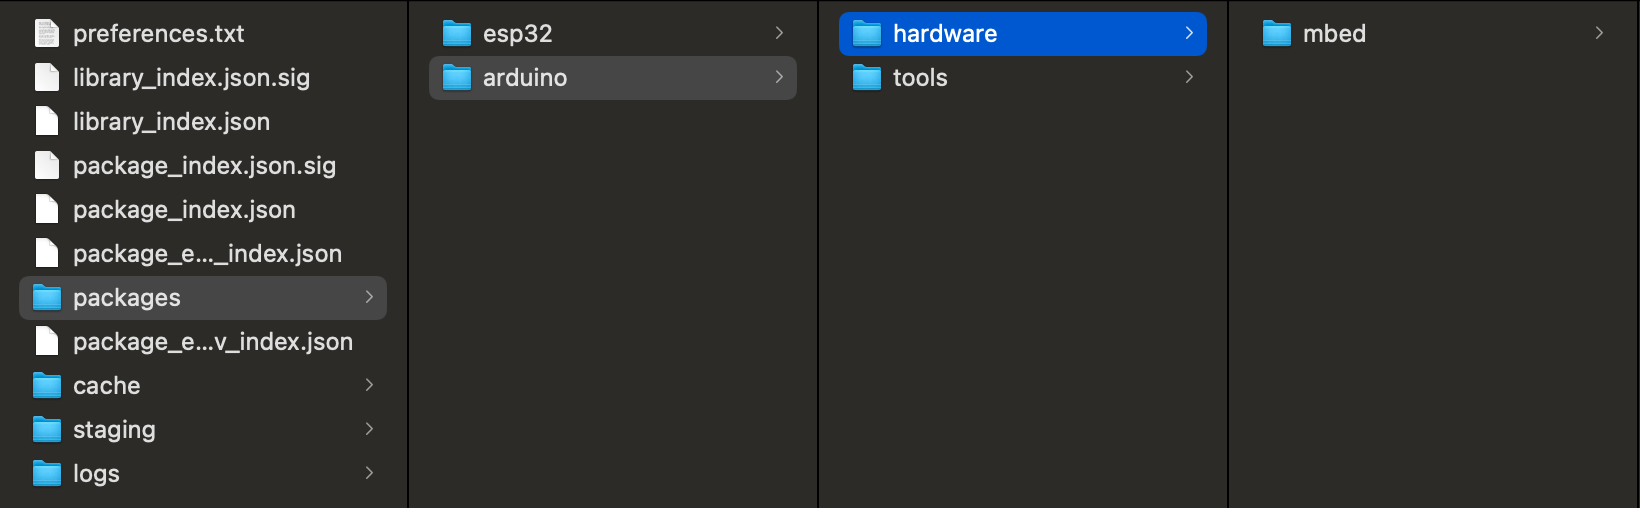 preferences.txt
library_index.json.sig
library_index.json
package_index.json.sig
package_index.json
package_e..._index.json
packages
package_e...v_index.json
cache
staging
logs
esp32
arduino
hardware
tools
mbed